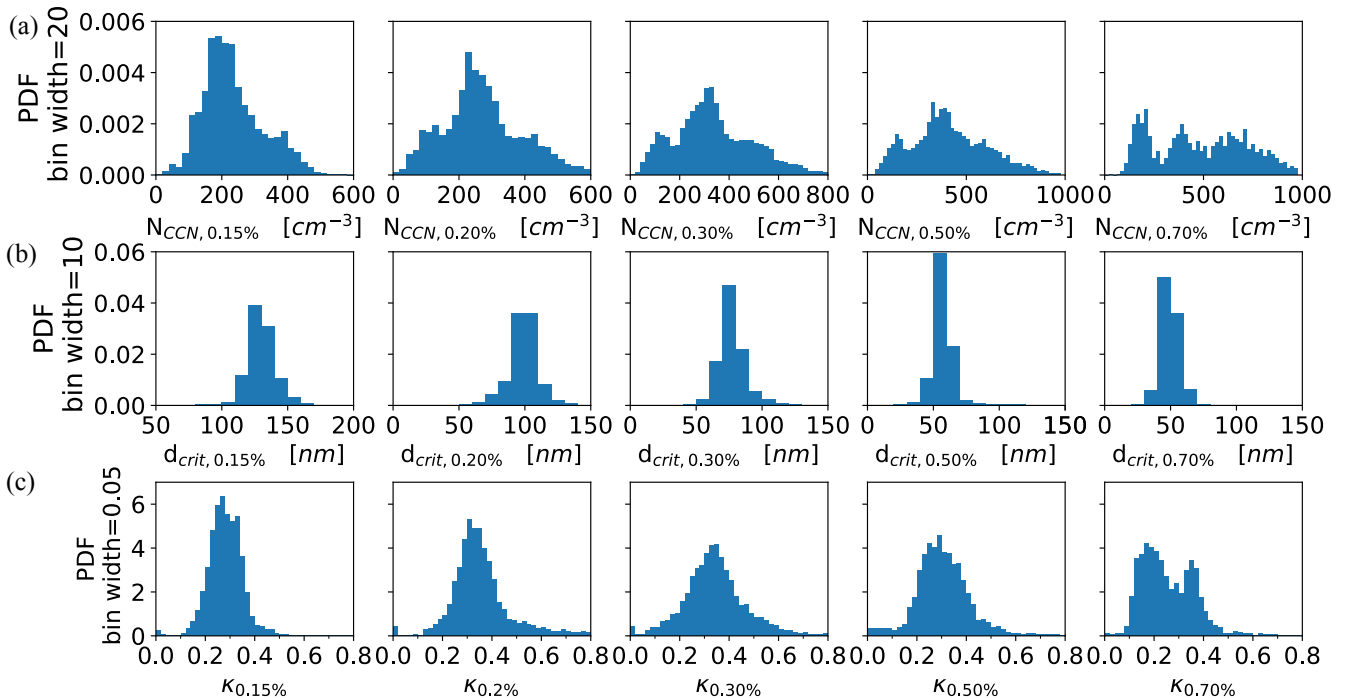 (a)
PDF
bin width=20
0.006
0.004
0.002
0.000
200 400 600
0 200 400 600
0 200 400 600 800
0 500 1000
0 500 1000
N_CCN, 0.15% [cm⁻³]
N_CCN, 0.20% [cm⁻³]
N_CCN, 0.30% [cm⁻³]
N_CCN, 0.50% [cm⁻³]
N_CCN, 0.70% [cm⁻³]
(b)
PDF
bin width=10
0.06
0.04
0.02
0.00
50 100 150 200
0 50 100 150
0 50 100 150
0 50 100 150
0 50 100 150
d_crit, 0.15% [nm]
d_crit, 0.20% [nm]
d_crit, 0.30% [nm]
d_crit, 0.50% [nm]
d_crit, 0.70% [nm]
(c)
PDF
bin width=0.05
6
4
2
0
0.0 0.2 0.4 0.6 0.8
0.0 0.2 0.4 0.6 0.8
0.0 0.2 0.4 0.6 0.8
0.0 0.2 0.4 0.6 0.8
0.0 0.2 0.4 0.6 0.8
κ_0.15%
κ_0.2%
κ_0.30%
κ_0.50%
κ_0.70%